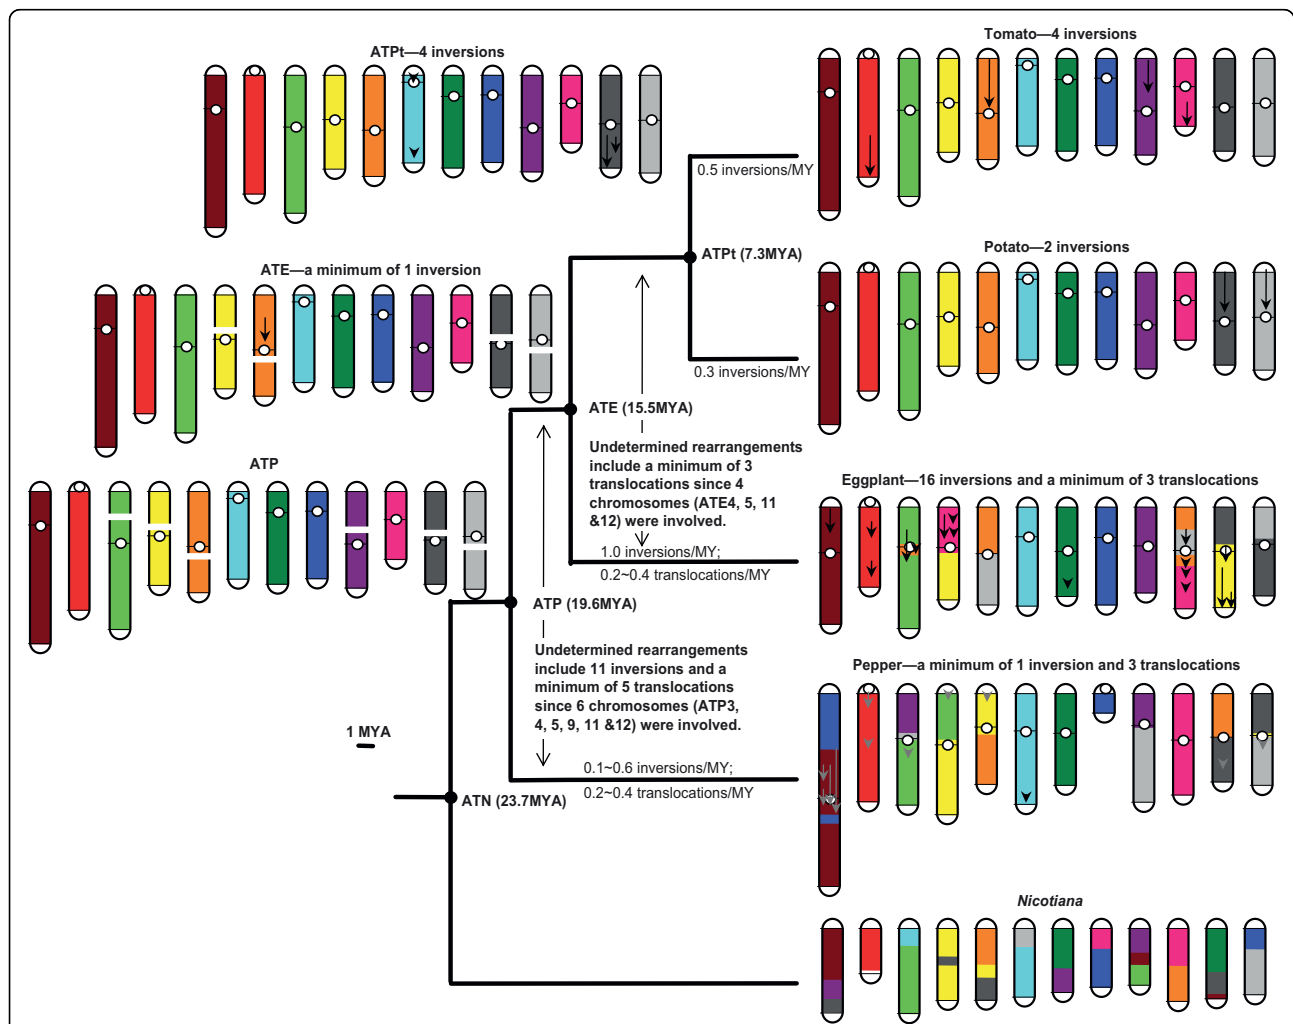 ATPt—4 inversions
Tomato—4 inversions
0.5 inversions/MY
ATPt (7.3MYA)
Potato—2 inversions
ATE—a minimum of 1 inversion
0.3 inversions/MY
ATE (15.5MYA)
Undetermined rearrangements
include a minimum of 3
translocations since 4
chromosomes (ATE4, 5, 11
&12) were involved.
ATP
Eggplant—16 inversions and a minimum of 3 translocations
1.0 inversions/MY;
0.2~0.4 translocations/MY
ATP (19.6MYA)
Undetermined rearrangements
include 11 inversions and a
minimum of 5 translocations
since 6 chromosomes (ATP3,
4, 5, 9, 11 &12) were involved.
Pepper—a minimum of 1 inversion and 3 translocations
1 MYA
0.1~0.6 inversions/MY;
0.2~0.4 translocations/MY
ATN (23.7MYA)
Nicotiana